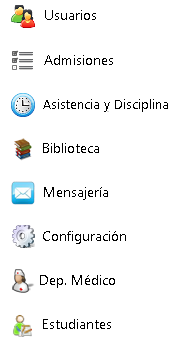 Usuarios
Admisiones
Asistencia y Disciplina
Biblioteca
Mensajería
Configuración
Dep. Médico
Estudiantes